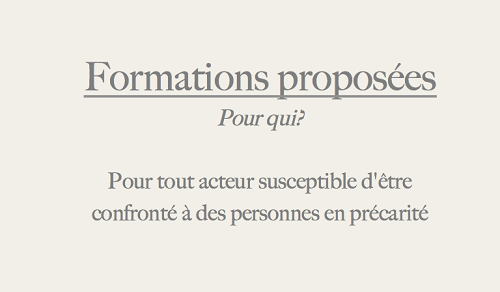 Formations proposées
Pour qui?
Pour tout acteur susceptible d'être
confronté à des personnes en précarité